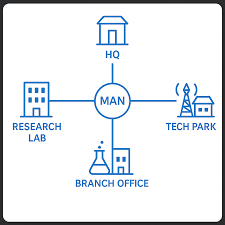 HQ
MAN
RESEARCH
LAB
TECH PARK
BRANCH OFFICE